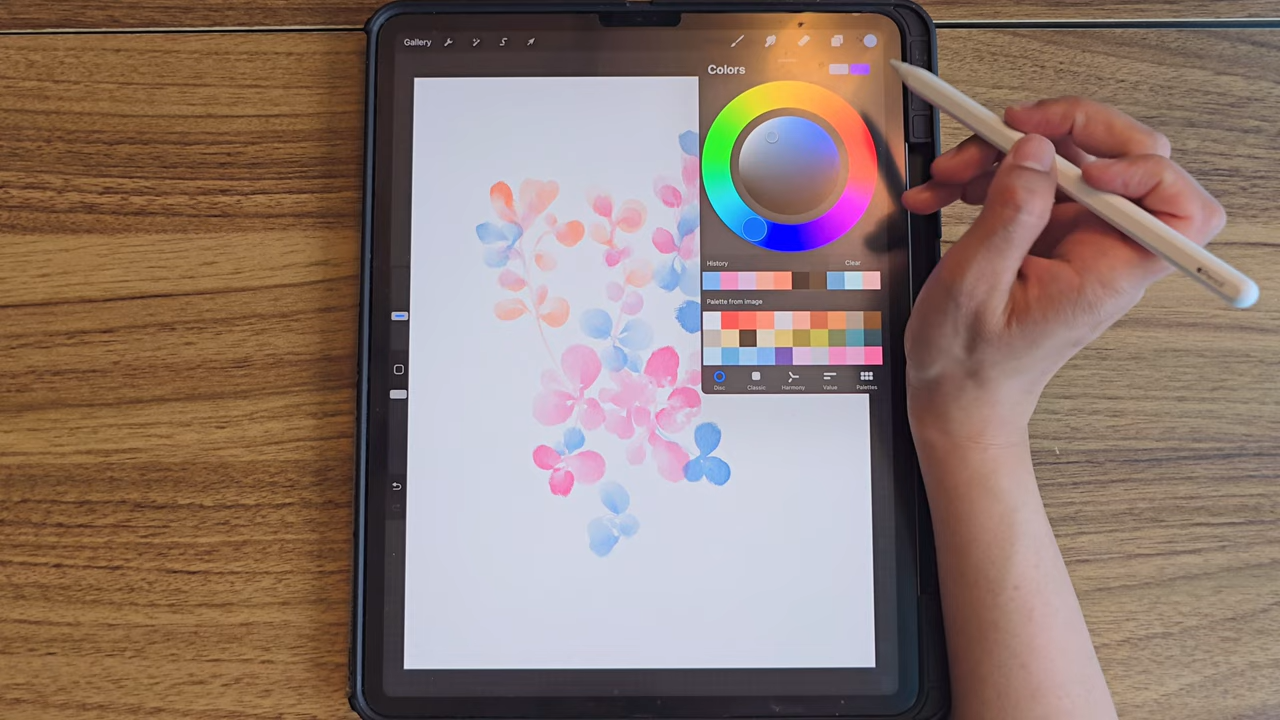 Gallery
Colors
History Clear
Palette from image
Disc Classic Harmony Value Palettes